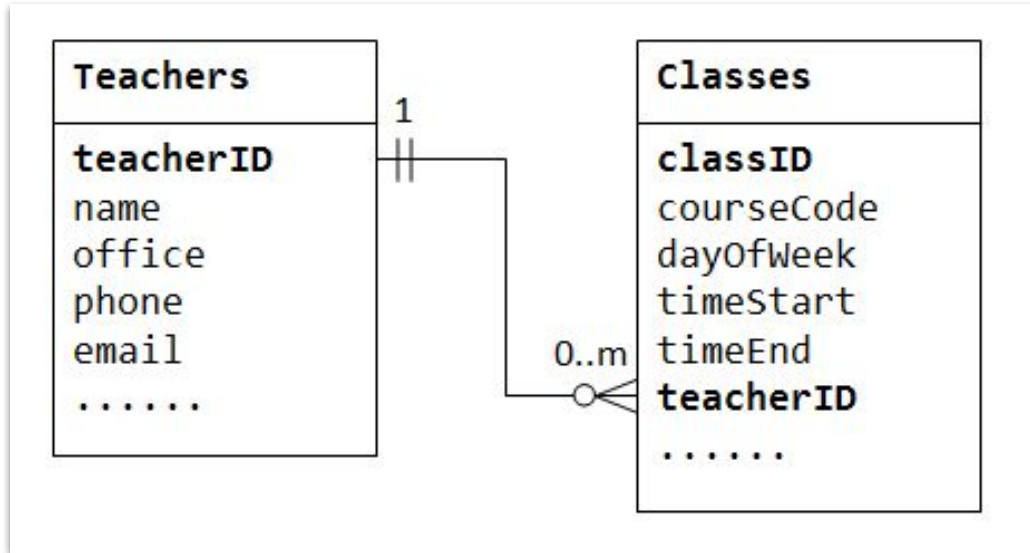 Teachers
teacherID
name
office
phone
email
......
1
0..m
Classes
classID
courseCode
dayOfWeek
timeStart
timeEnd
teacherID
......